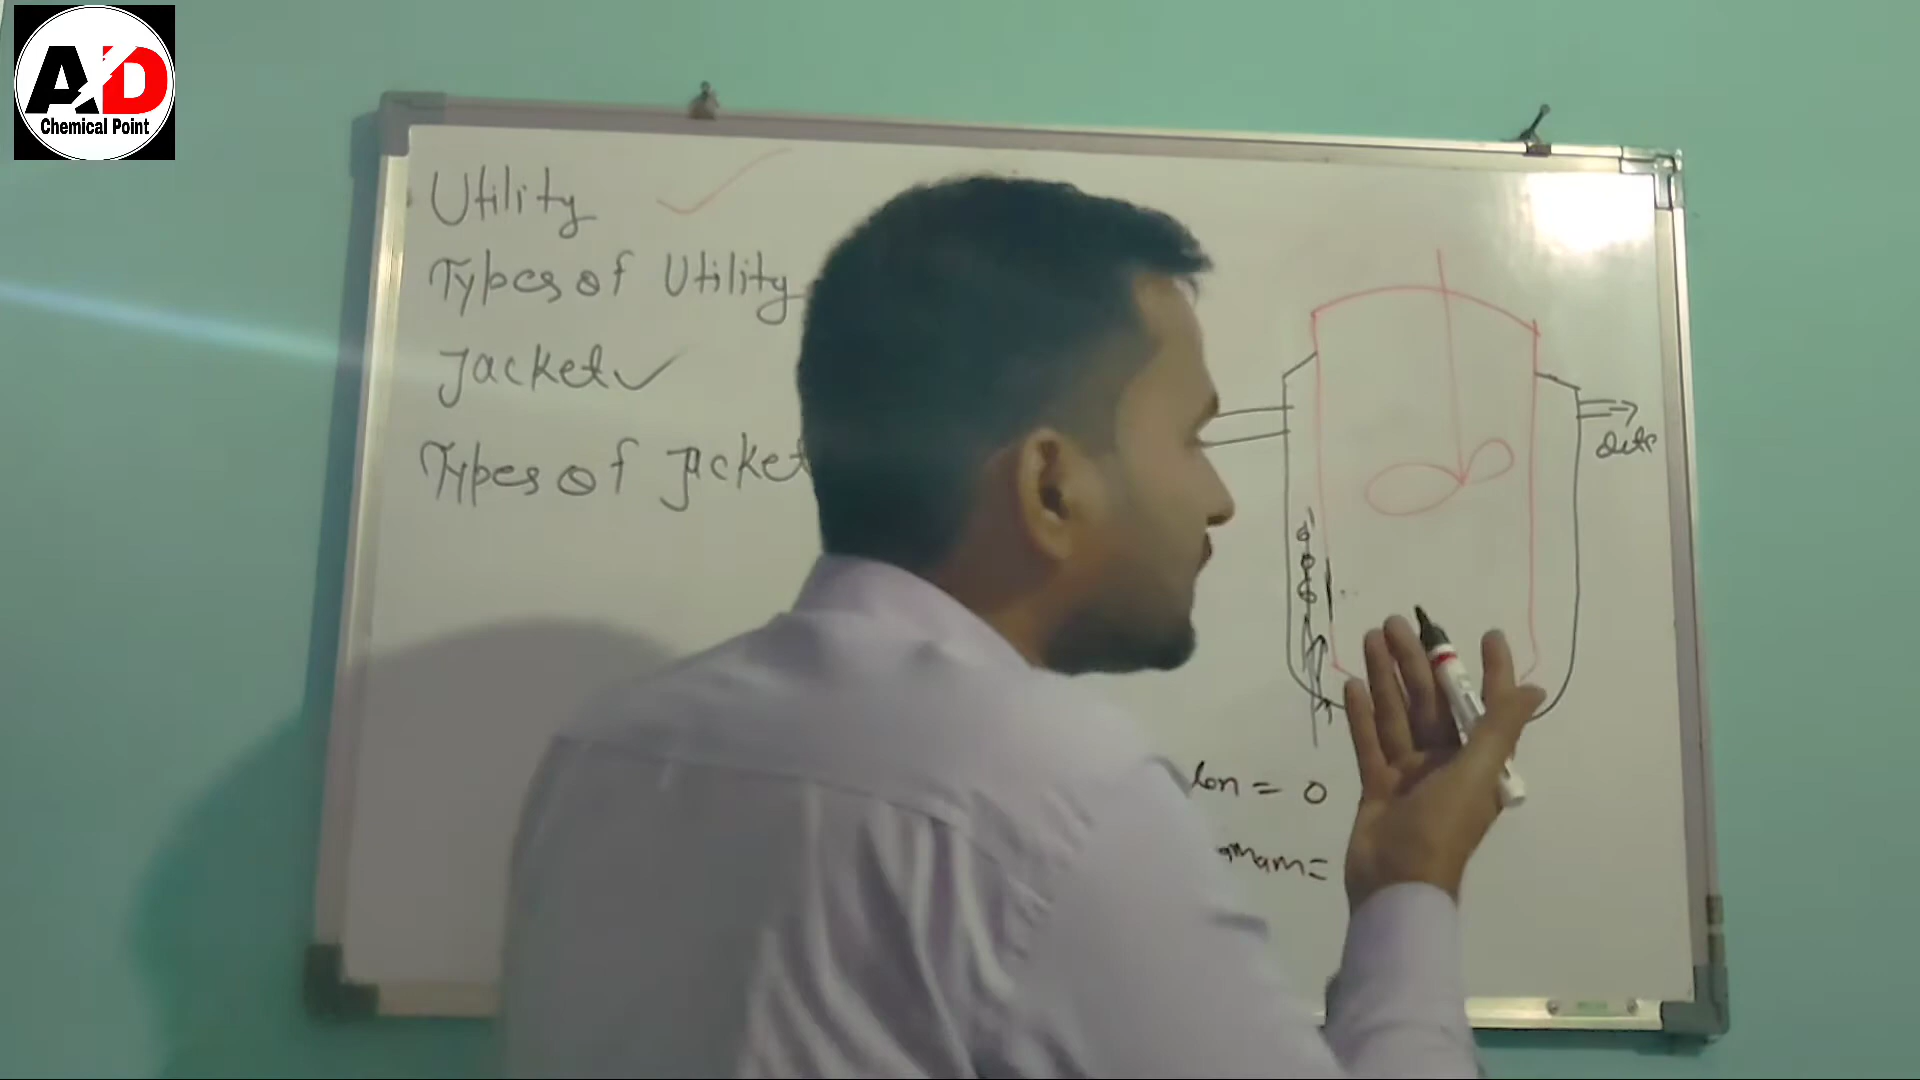 AD
Chemical Point
Utility
Types of Utility
Jacket
Types of Jacket
out
= 0
=